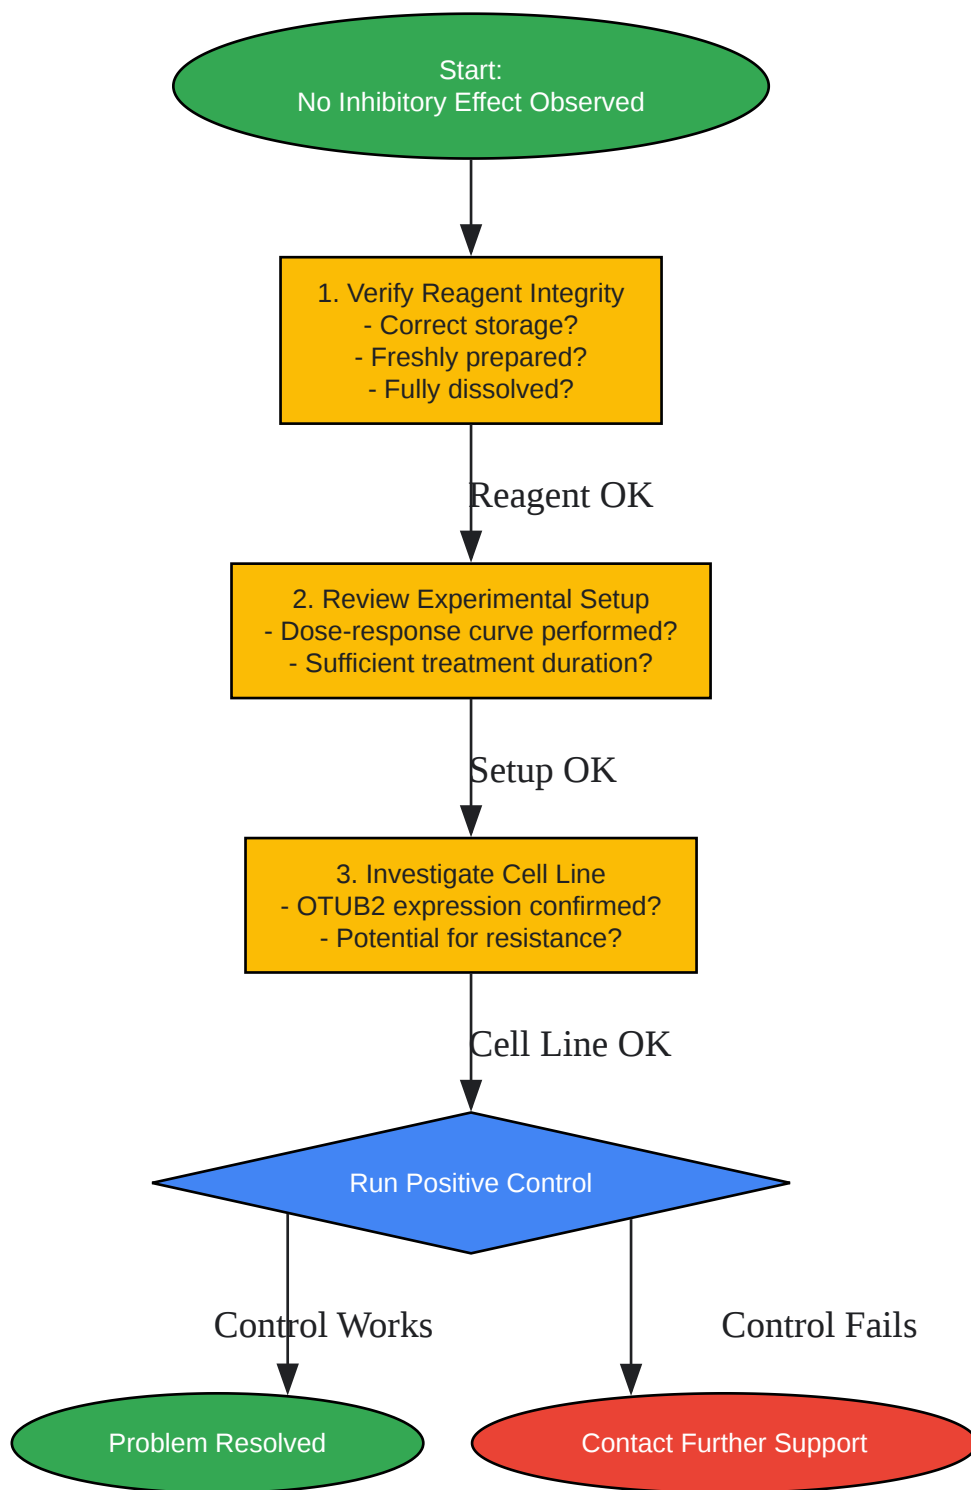 Start:
No Inhibitory Effect Observed
1. Verify Reagent Integrity
- Correct storage?
- Freshly prepared?
- Fully dissolved?
Reagent OK
2. Review Experimental Setup
- Dose-response curve performed?
- Sufficient treatment duration?
Setup OK
3. Investigate Cell Line
- OTUB2 expression confirmed?
- Potential for resistance?
Cell Line OK
Run Positive Control
Control Works
Control Fails
Problem Resolved
Contact Further Support